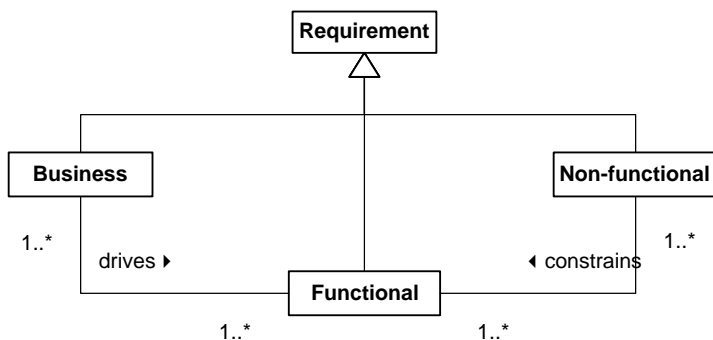 Requirement
Business
Non-functional
1..*
1..*
drives
constrains
Functional
1..*
1..*